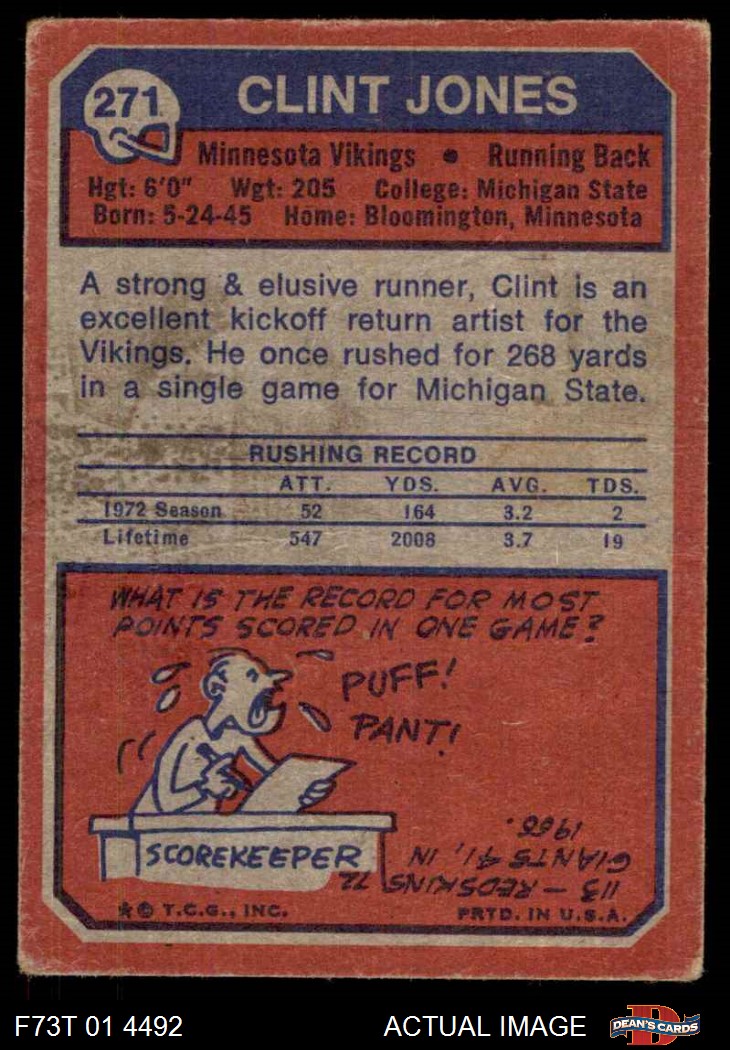 271
CLINT JONES
Minnesota Vikings • Running Back
Hgt: 6'0" Wgt: 205 College: Michigan State
Born: 5-24-45 Home: Bloomington, Minnesota
A strong & elusive runner, Clint is an
excellent kickoff return artist for the
Vikings. He once rushed for 268 yards
in a single game for Michigan State.
RUSHING RECORD
ATT. YDS. AVG. TDS.
1972 Season 52 164 3.2 2
Lifetime 547 2008 3.7 19
WHAT IS THE RECORD FOR MOST
POINTS SCORED IN ONE GAME?
PUFF!
PANT!
SCOREKEEPER
113 — REDSKINS 72
GIANTS 41, IN
1966.
★ © T.C.G., INC. PRTD. IN U.S.A.
F73T 01 4492 ACTUAL IMAGE
D
DEAN'S CARDS